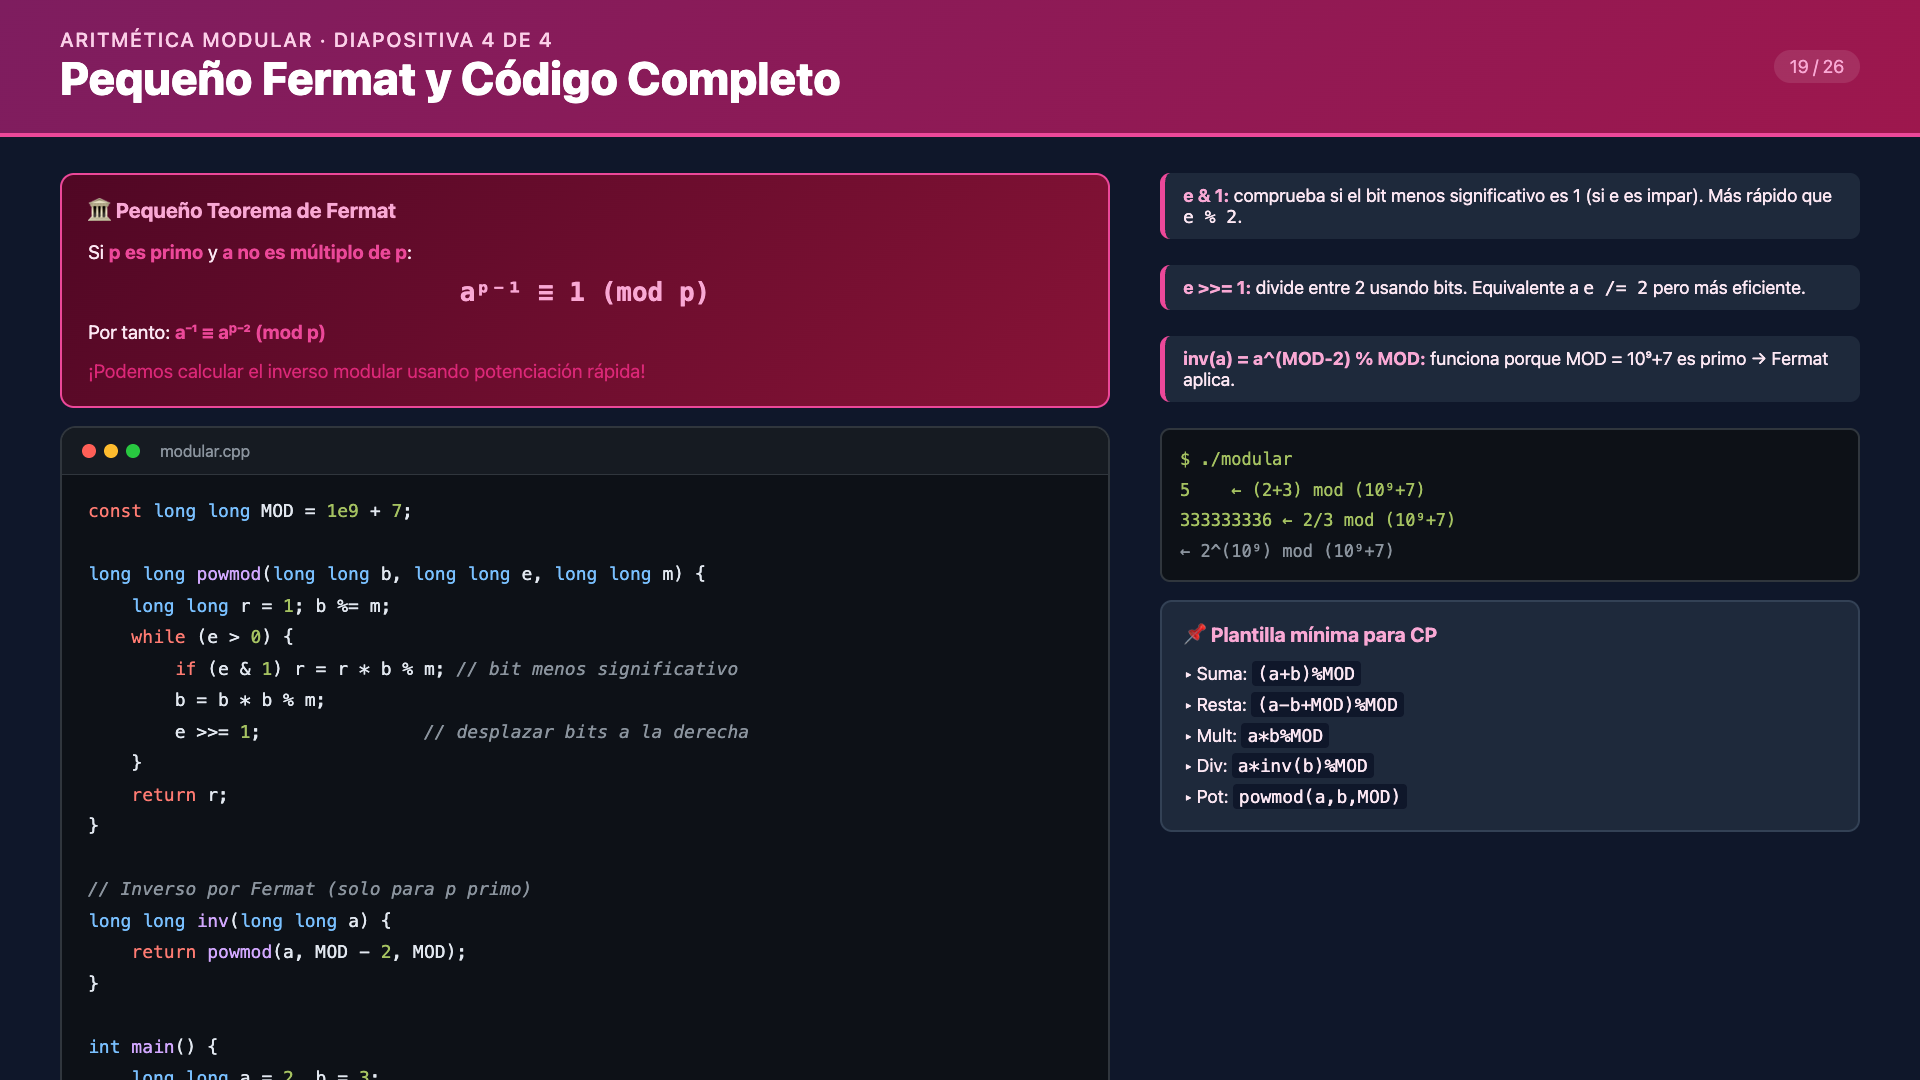 ARITMÉTICA MODULAR · DIAPOSITIVA 4 DE 4
Pequeño Fermat y Código Completo
19 / 26
🏛️ Pequeño Teorema de Fermat
Si p es primo y a no es múltiplo de p:
aᵖ⁻¹ ≡ 1 (mod p)
Por tanto: a⁻¹ ≡ aᵖ⁻² (mod p)
¡Podemos calcular el inverso modular usando potenciación rápida!
modular.cpp
const long long MOD = 1e9 + 7;
long long powmod(long long b, long long e, long long m) {
    long long r = 1; b %= m;
    while (e > 0) {
        if (e & 1) r = r * b % m; // bit menos significativo
        b = b * b % m;
        e >>= 1;               // desplazar bits a la derecha
    }
    return r;
}
// Inverso por Fermat (solo para p primo)
long long inv(long long a) {
    return powmod(a, MOD - 2, MOD);
}
int main() {
    long long a = 2, b = 3;
e & 1: comprueba si el bit menos significativo es 1 (si e es impar). Más rápido que
e % 2.
e >>= 1: divide entre 2 usando bits. Equivalente a e /= 2 pero más eficiente.
inv(a) = a^(MOD-2) % MOD: funciona porque MOD = 10⁹+7 es primo → Fermat
aplica.
$ ./modular
5    ← (2+3) mod (10⁹+7)
333333336 ← 2/3 mod (10⁹+7)
← 2^(10⁹) mod (10⁹+7)
📌 Plantilla mínima para CP
▸ Suma: (a+b)%MOD
▸ Resta: (a-b+MOD)%MOD
▸ Mult: a*b%MOD
▸ Div: a*inv(b)%MOD
▸ Pot: powmod(a,b,MOD)